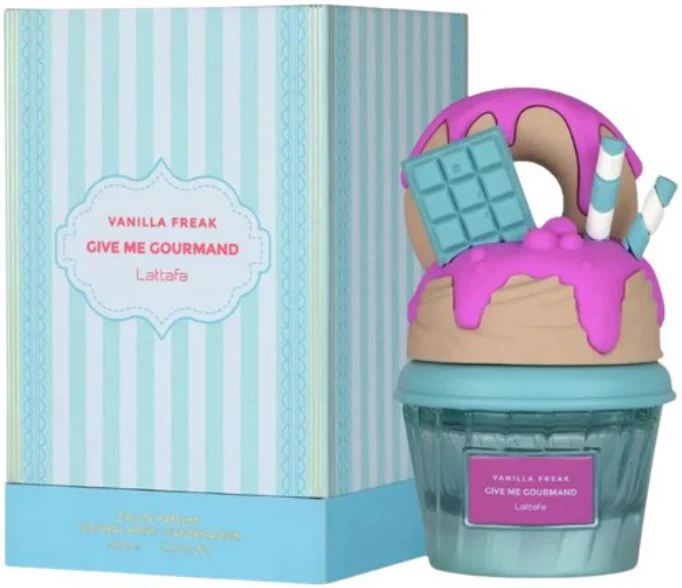 VANILLA FREAK
GIVE ME GOURMAND
Lattafa
EAU DE PARFUM
VANILLA FREAK
GIVE ME GOURMAND
Lattafa